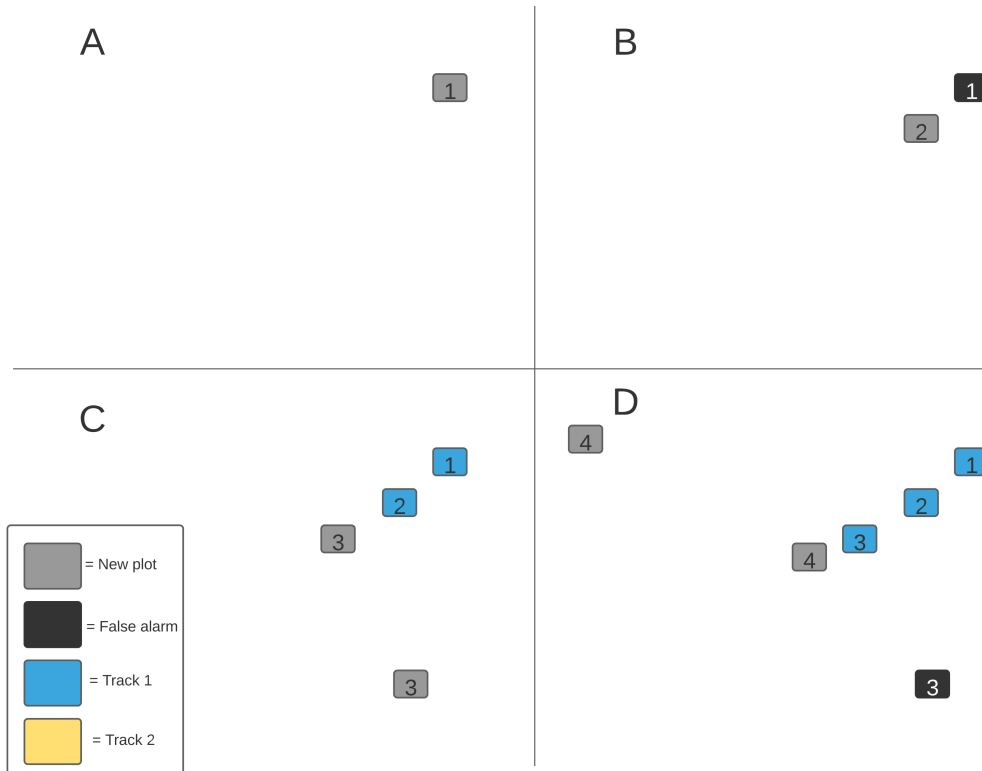 A
1
B
1
2
C
1
2
3
3
D
4
1
2
3
4
3
= New plot
= False alarm
= Track 1
= Track 2